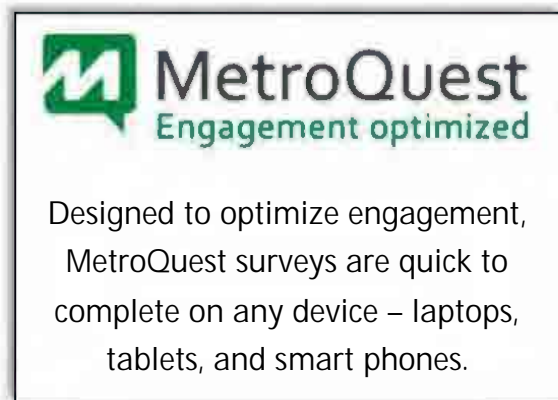 MetroQuest
Engagement optimized
Designed to optimize engagement,
MetroQuest surveys are quick to
complete on any device – laptops,
tablets, and smart phones.